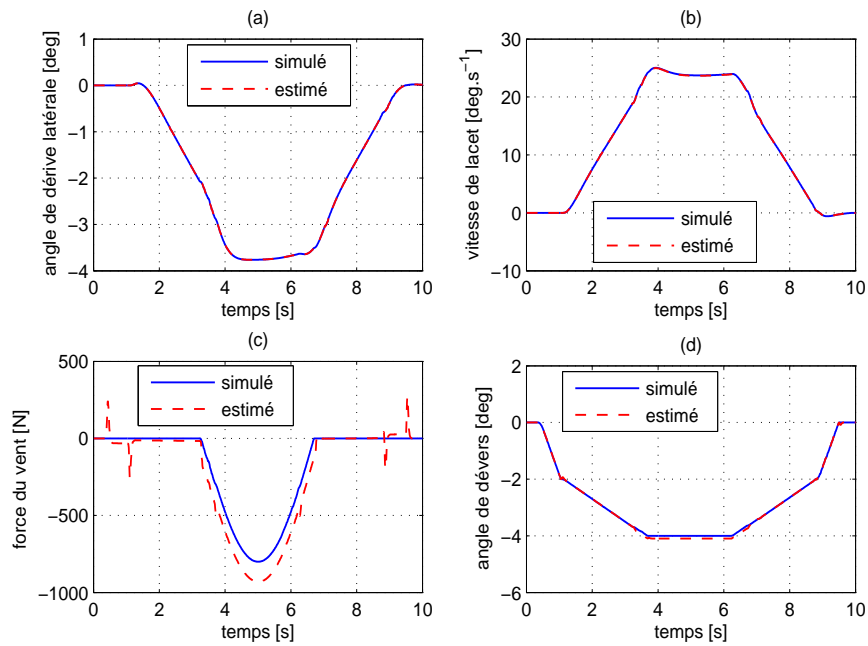 (a)
angle de dérive latérale [deg]
1
0
−1
−2
−3
−4
0
2
4
6
8
10
temps [s]
simulé
estimé
(b)
vitesse de lacet [deg.s−1]
30
20
10
0
−10
0
2
4
6
8
10
temps [s]
simulé
estimé
(c)
force du vent [N]
500
0
−500
−1000
0
2
4
6
8
10
temps [s]
simulé
estimé
(d)
angle de dévers [deg]
2
0
−2
−4
−6
0
2
4
6
8
10
temps [s]
simulé
estimé